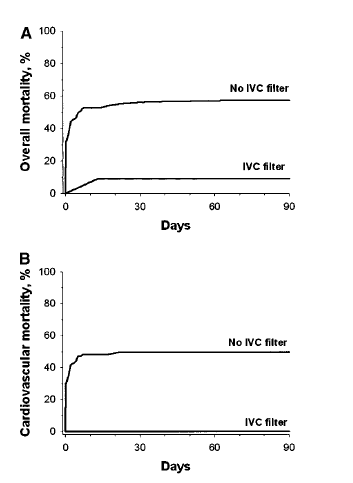 A
Overall mortality, %
100
80
60
40
20
0
No IVC filter
IVC filter
0 30 60 90
Days
B
Cardiovascular mortality, %
100
80
60
40
20
0
No IVC filter
IVC filter
0 30 60 90
Days